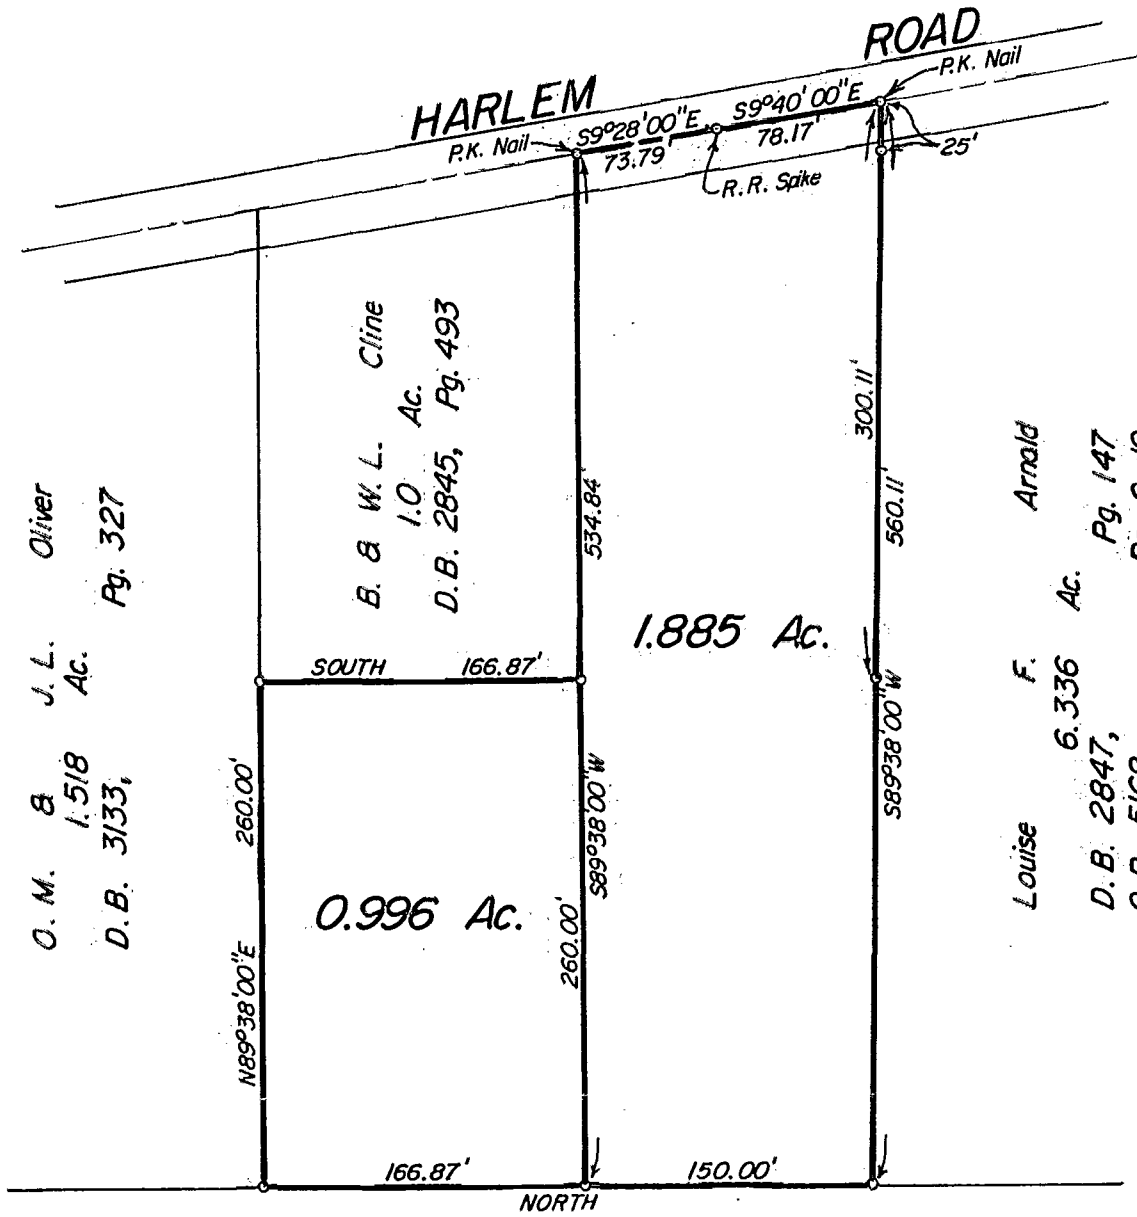 HARLEM ROAD
P.K. Nail
S9°28'00"E
73.79'
S9°40'00"E
78.17'
P.K. Nail
25'
R.R. Spike
B. & W. L. Cline
1.0 Ac.
D.B. 2845, Pg. 493
534.84'
300.11'
560.11'
O. M. & J. L. Oliver
1.518 Ac.
D.B. 3133, Pg. 327
1.885 Ac.
Louise F. Arnald
6.336 Ac.
D.B. 2847, Pg. 147
SOUTH 166.87'
260.00'
N89°38'00"E
S89°38'00"W
260.00'
S89°38'00"W
0.996 Ac.
166.87'
150.00'
NORTH